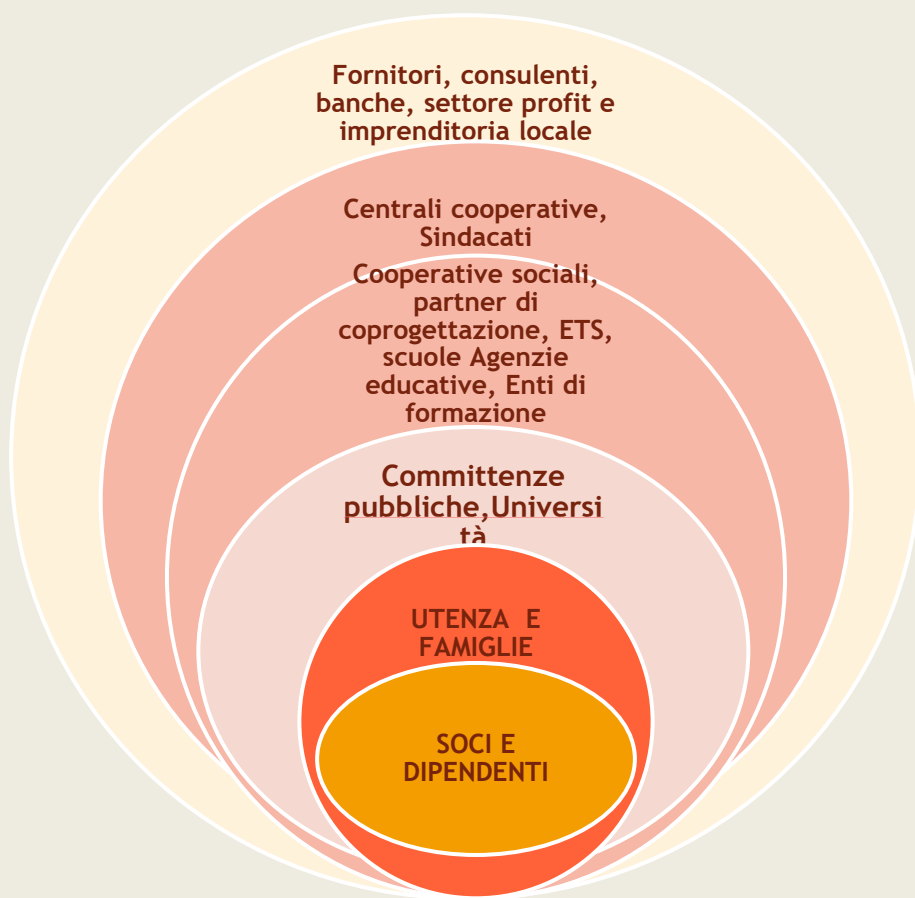 Fornitori, consulenti,
banche, settore profit e
imprenditoria locale
Centrali cooperative,
Sindacati
Cooperative sociali,
partner di
coprogettazione, ETS,
scuole Agenzie
educative, Enti di
formazione
Committenze
pubbliche,Universi
tà
UTENZA E
FAMIGLIE
SOCI E
DIPENDENTI